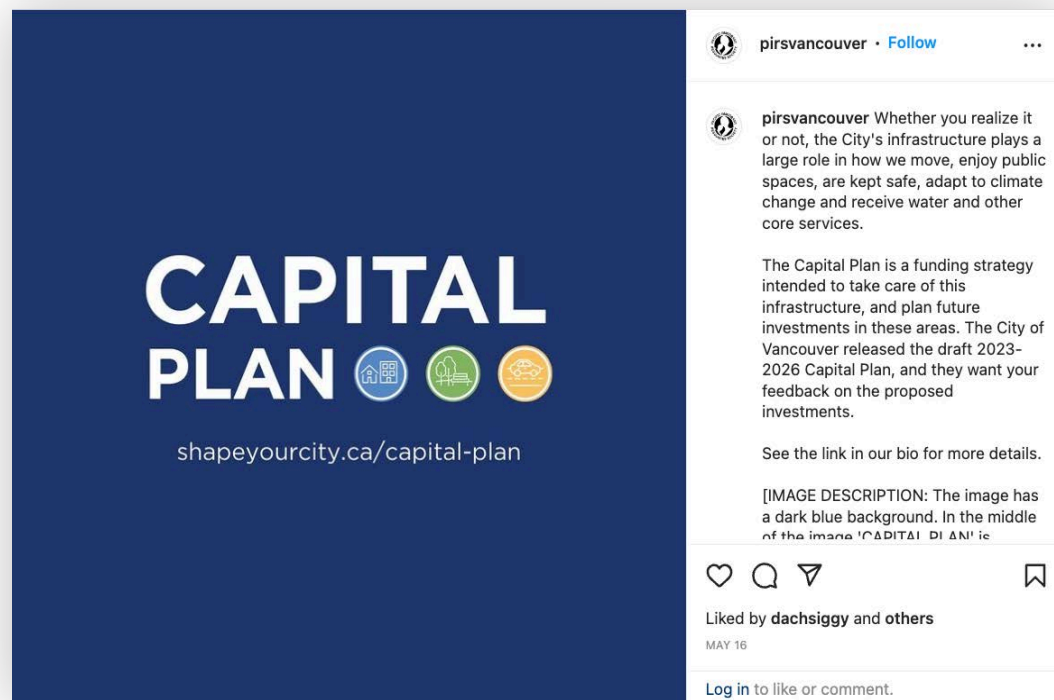 CAPITAL
PLAN
shapeyourcity.ca/capital-plan
pirsvancouver • Follow
pirsvancouver Whether you realize it
or not, the City's infrastructure plays a
large role in how we move, enjoy public
spaces, are kept safe, adapt to climate
change and receive water and other
core services.
The Capital Plan is a funding strategy
intended to take care of this
infrastructure, and plan future
investments in these areas. The City of
Vancouver released the draft 2023-
2026 Capital Plan, and they want your
feedback on the proposed
investments.
See the link in our bio for more details.
[IMAGE DESCRIPTION: The image has
a dark blue background. In the middle
of the image 'CAPITAL PLAN' is
Liked by dachsiggy and others
MAY 16
Log in to like or comment.